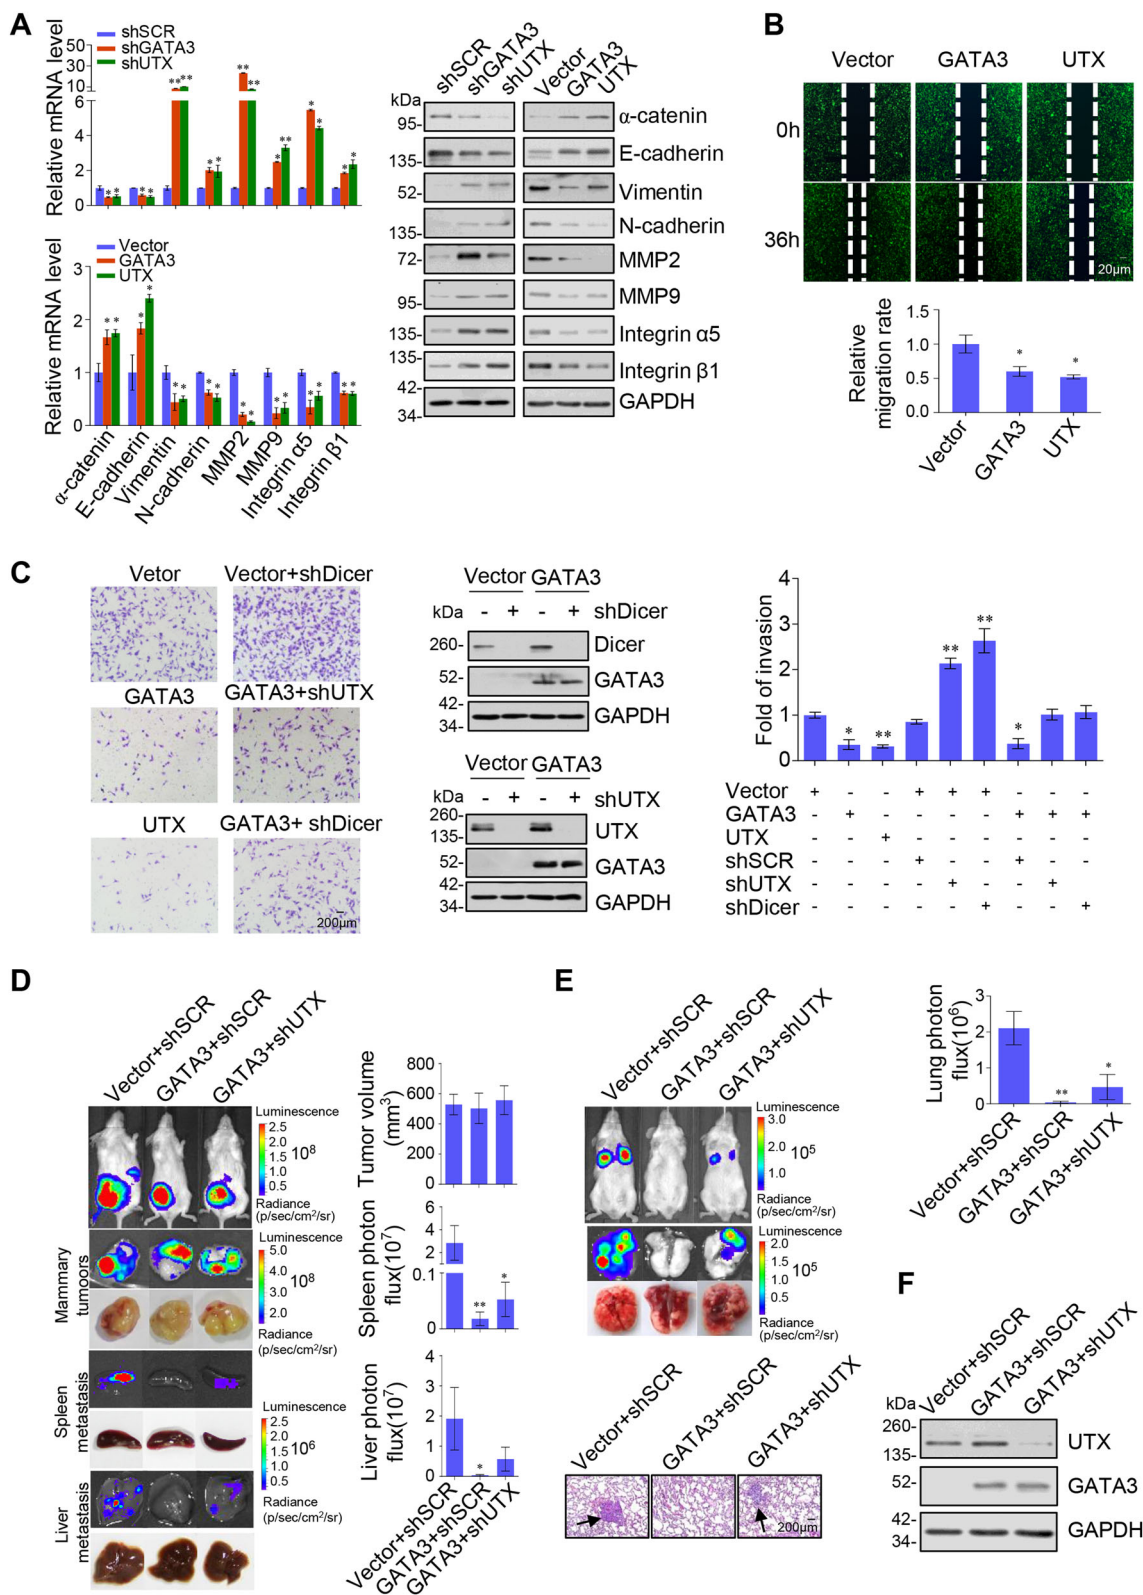 A
shSCR
shGATA3
shUTX
Relative mRNA level
50
30
10
6
4
2
0
Vector
GATA3
UTX
Relative mRNA level
3
2
1
0
α-catenin
E-cadherin
Vimentin
N-cadherin
MMP2
MMP9
Integrin α5
Integrin β1
shSCR
shGATA3
shUTX
Vector
GATA3
UTX
kDa
95-
α-catenin
135-
E-cadherin
52-
Vimentin
135-
N-cadherin
72-
MMP2
95-
MMP9
135-
Integrin α5
135-
95-
Integrin β1
42-
34-
GAPDH
B
Vector
GATA3
UTX
0h
36h
20μm
Relative
migration rate
1.5
1.0
0.5
0.0
* *
Vector
GATA3
UTX
C
Vetor
Vector+shDicer
GATA3
GATA3+shUTX
UTX
GATA3+ shDicer
200μm
Vector GATA3
kDa - + - + shDicer
260-
Dicer
52-
GATA3
42-
34-
GAPDH
Vector GATA3
kDa - + - + shUTX
260-
135-
UTX
52-
GATA3
42-
34-
GAPDH
Fold of invasion
4
3
2
1
0
* ** ** ** *
Vector + - - + + + - - -
GATA3 - + - - - - + + +
UTX - - + - - - - - -
shSCR - - - + - - + - -
shUTX - - - - + - - + -
shDicer - - - - - + - - +
D
Vector+shSCR
GATA3+shSCR
GATA3+shUTX
Luminescence
2.5
2.0
1.5
1.0
0.5
10⁸
Radiance
(p/sec/cm²/sr)
Mammary
tumoors
Luminescence
5.0
4.0
3.0
2.0
10⁸
Radiance
(p/sec/cm²/sr)
Spleen
metastasis
Liver
metastasis
Luminescence
2.5
2.0
1.5
1.0
0.5
10⁶
Radiance
(p/sec/cm²/sr)
Tumor volume
(mm³)
800
600
400
200
0
Spleen photon
flux(10⁷)
6
4
2
0
0.1
0
** *
Liver photon
flux(10⁷)
4
3
2
1
0
*
Vector+shSCR
GATA3+shSCR
GATA3+shUTX
E
Vector+shSCR
GATA3+shSCR
GATA3+shUTX
Luminescence
3.0
2.0
1.0
10⁵
Radiance
(p/sec/cm²/sr)
Luminescence
2.0
1.5
1.0
0.5
10⁵
Radiance
(p/sec/cm²/sr)
Lung photon
flux(10⁶)
3
2
1
0
** *
Vector+shSCR
GATA3+shSCR
GATA3+shUTX
Vector+shSCR
GATA3+shSCR
GATA3+shUTX
200μm
F
Vector+shSCR
GATA3+shSCR
GATA3+shUTX
kDa
260-
135-
UTX
52-
GATA3
42-
34-
GAPDH